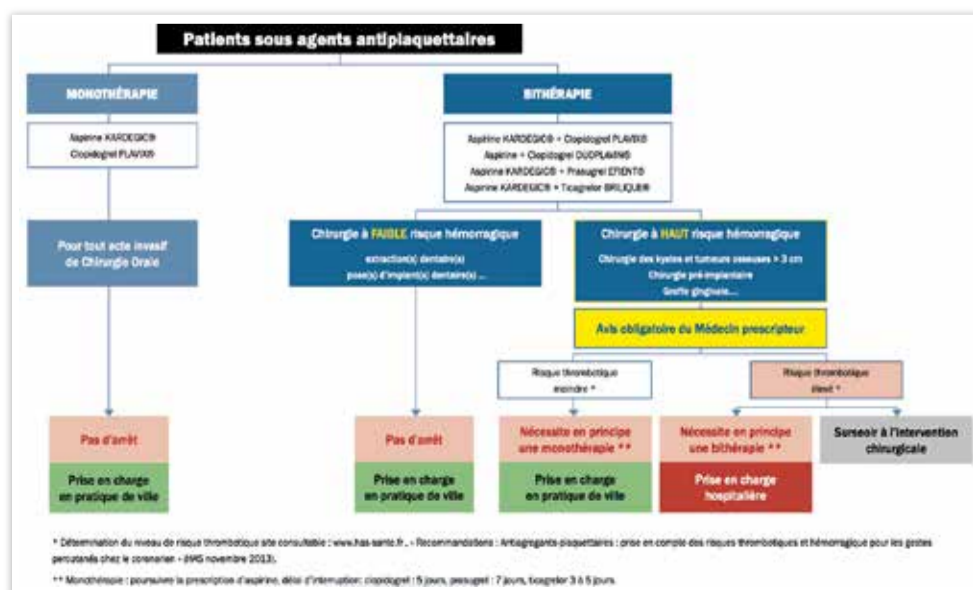 Patients sous agents antiplaquettaires
MONOTHÉRAPIE
Aspirine KARDEGIC®
Clopidogrel PLAVIX®
Pour tout acte invasif
de Chirurgie Orale
Pas d'arrêt
Prise en charge
en pratique de ville
BITHÉRAPIE
Aspirine KARDEGIC® + Clopidogrel PLAVIX®
Aspirine + Clopidogrel DUOPLAVIN®
Aspirine KARDEGIC® + Prasugrel EFIENT®
Aspirine KARDEGIC® + Ticagrelor BRILIQUE®
Chirurgie à FAIBLE risque hémorragique
extraction(s) dentaire(s)
pose(s) d'implant(s) dentaire(s) ...
Pas d'arrêt
Prise en charge
en pratique de ville
Chirurgie à HAUT risque hémorragique
Chirurgie des kystes et tumeurs osseuses > 3 cm
Chirurgie pré-implantaire
Greffe gingivale...
Avis obligatoire du Médecin prescripteur
Risque thrombotique
moindre *
Nécessite en principe
une monothérapie **
Prise en charge
en pratique de ville
Risque thrombotique
élevé *
Nécessite en principe
une bithérapie **
Prise en charge
hospitalière
Surseoir à l'intervention
chirurgicale
* Détermination du niveau de risque thrombotique site consultable : www.has-sante.fr. - Recommandations : Antiagrégants plaquettaires : prise en compte des risques thrombotiques et hémorragique pour les gestes
percutanés chez le coronarien - (HAS novembre 2013).
** Monothérapie : poursuivre la prescription d'aspirine, délai d'interruption: clopidogrel : 5 jours, prasugrel : 7 jours, ticagrelor 3 à 5 jours.